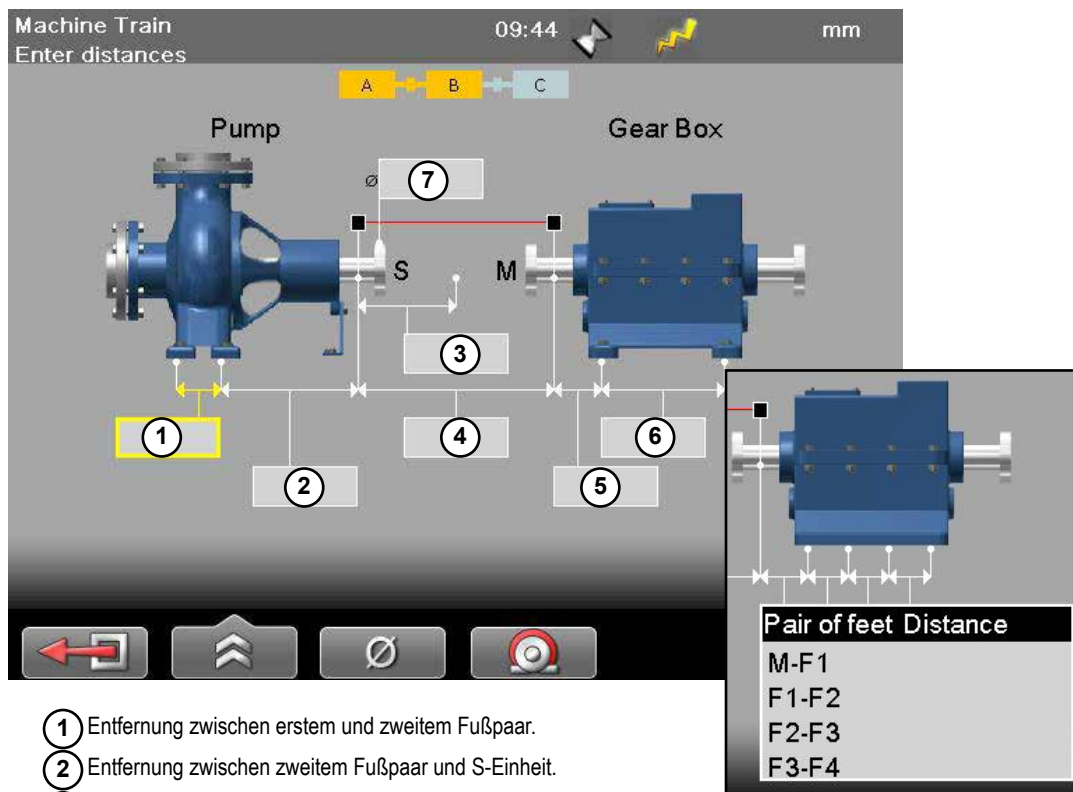 Machine Train
Enter distances
09:44
mm
A B C
Pump
Gear Box
Ø 7
S M
3
1
4
6
2
5
Ø
Pair of feet Distance
M-F1
F1-F2
F2-F3
F3-F4
1 Entfernung zwischen erstem und zweitem Fußpaar.
2 Entfernung zwischen zweitem Fußpaar und S-Einheit.